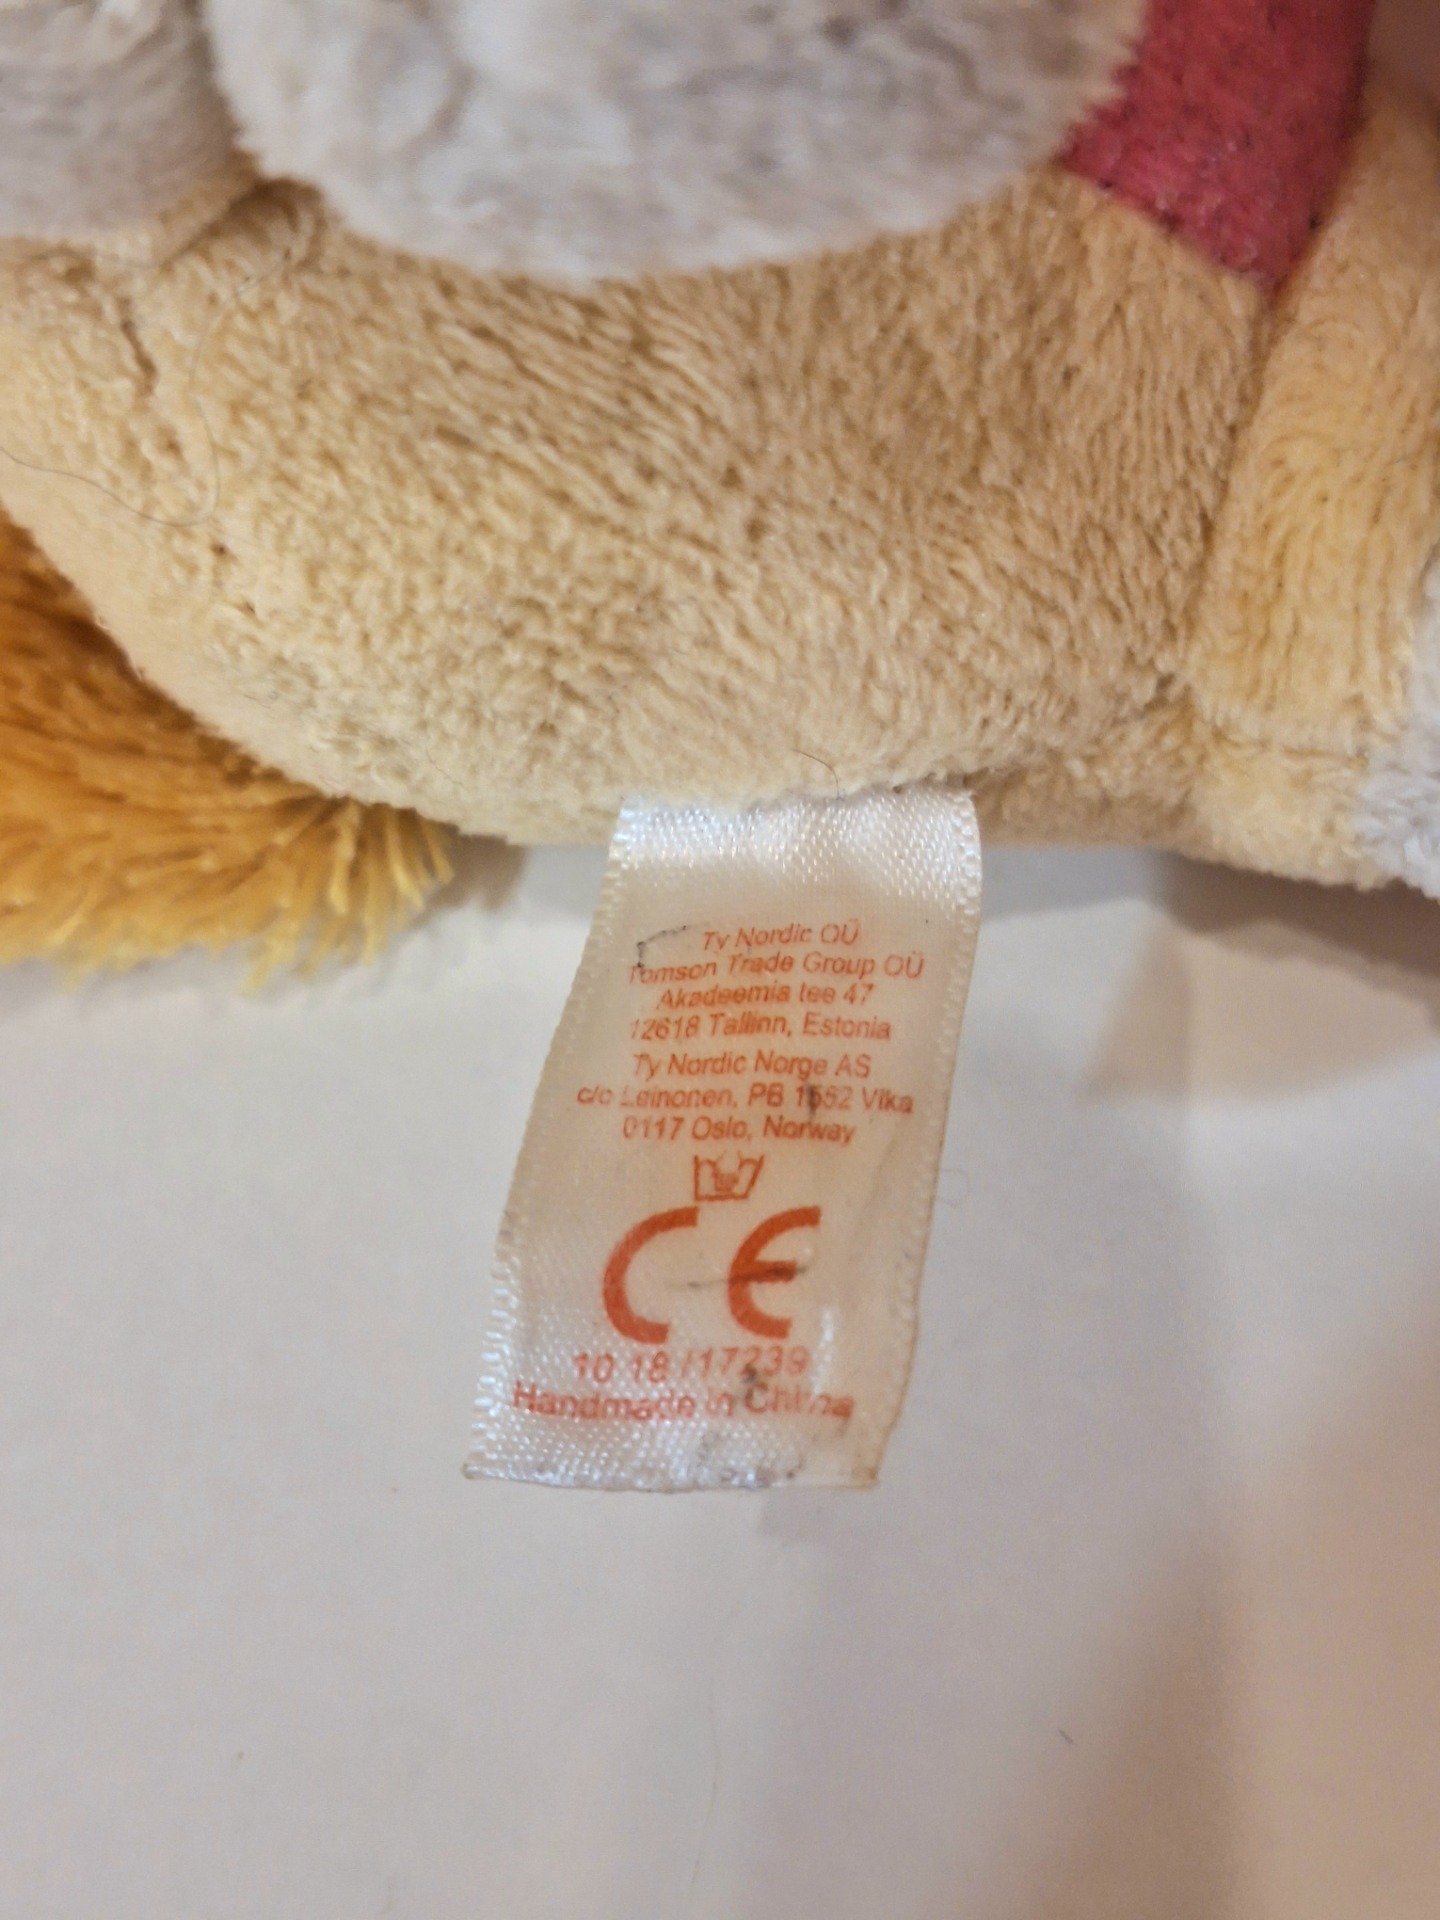 Ty Nordic OÜ
Tomson Trade Group OÜ
Akadeemia tee 47
12618 Tallinn, Estonia
Ty Nordic Norge AS
c/o Leinonen, PB 1552 Vika
0117 Oslo, Norway
CE
10 18 / 17239
Handmade in China